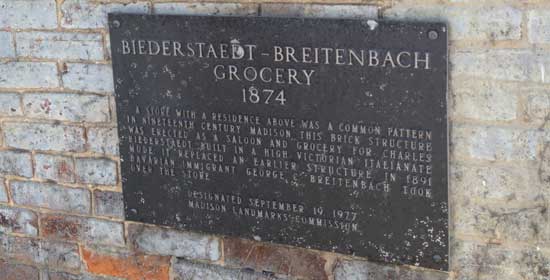 BIEDERSTAEDT-BREITENBACH
GROCERY
1874
A STORE WITH A RESIDENCE ABOVE WAS A COMMON PATTERN
IN NINETEENTH CENTURY MADISON. THIS BRICK STRUCTURE
WAS ERECTED AS A SALOON AND GROCERY FOR CHARLES
BIEDERSTAEDT BUILT IN A HIGH VICTORIAN ITALIANATE
STYLE IT REPLACED AN EARLIER STRUCTURE IN 1891
BAVARIAN IMMIGRANT GEORGE C. BREITENBACH TOOK
OVER THE STORE.
DESIGNATED SEPTEMBER 19, 1977
MADISON LANDMARKS COMMISSION